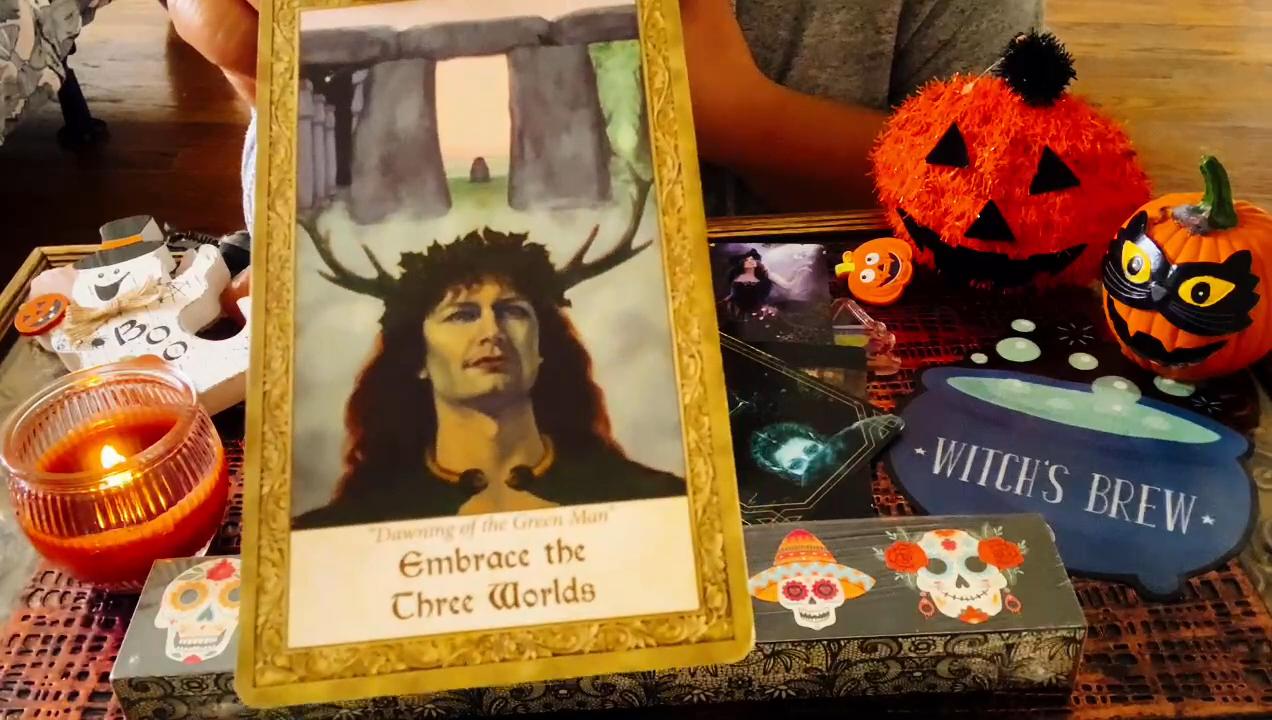 BOO
"Dawning of the Green Man"
Embrace the
Three Worlds
WITCH'S BREW